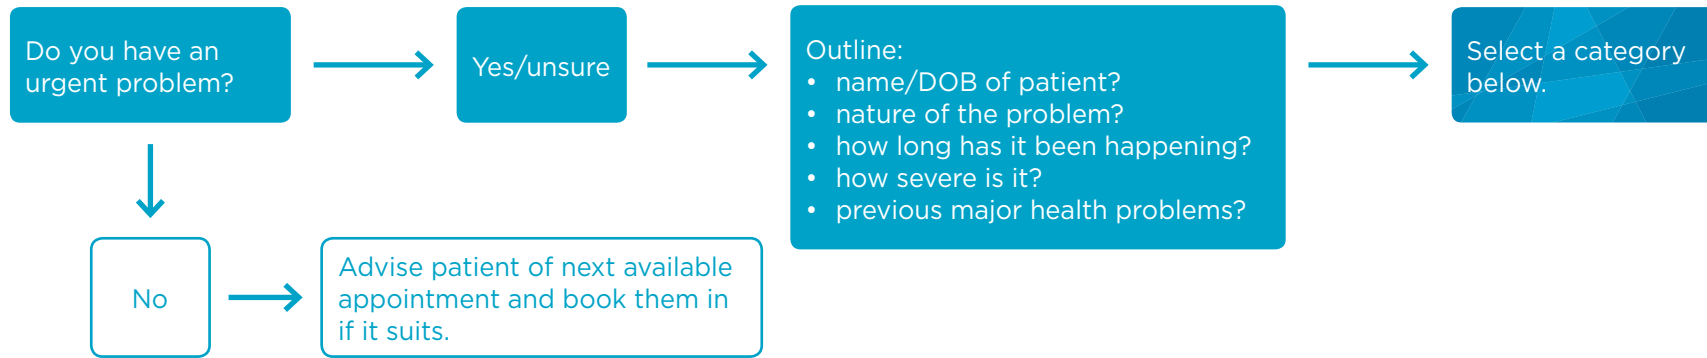 Do you have an
urgent problem?
Yes/unsure
Outline:
• name/DOB of patient?
• nature of the problem?
• how long has it been happening?
• how severe is it?
• previous major health problems?
Select a category
below.
No
Advise patient of next available
appointment and book them in
if it suits.